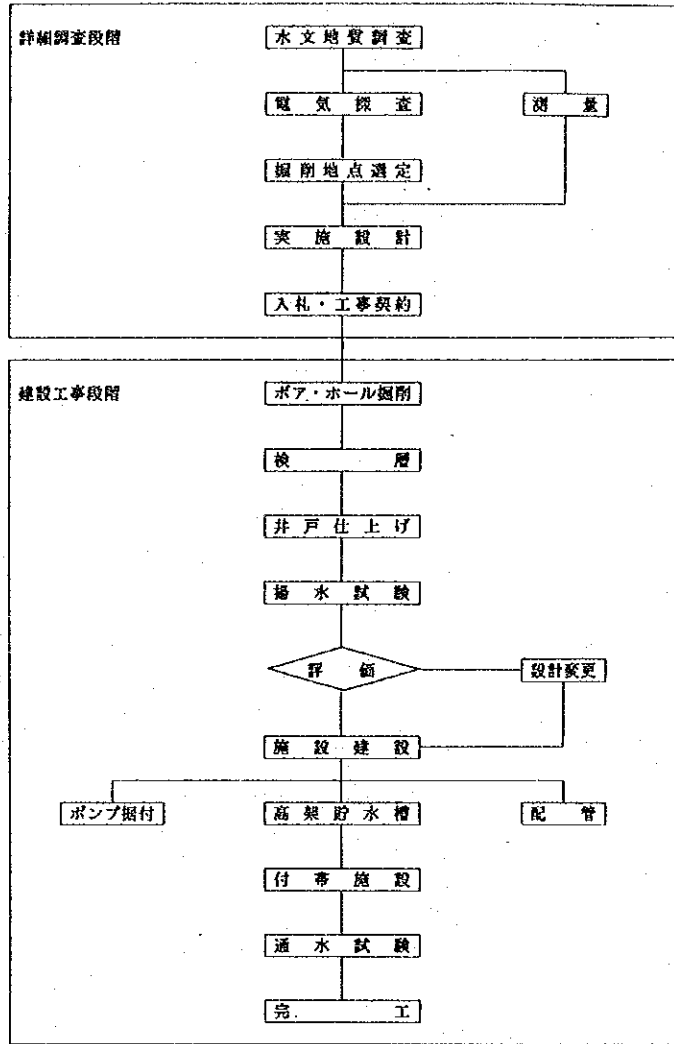 詳細調査段階
水文地質調査
電気探査
測量
掘削地点選定
実施設計
入札・工事契約
建設工事段階
ボア・ホール掘削
検層
井戸仕上げ
揚水試験
評価
設計変更
施設建設
ポンプ据付
高架貯水槽
配管
付帯施設
通水試験
完工